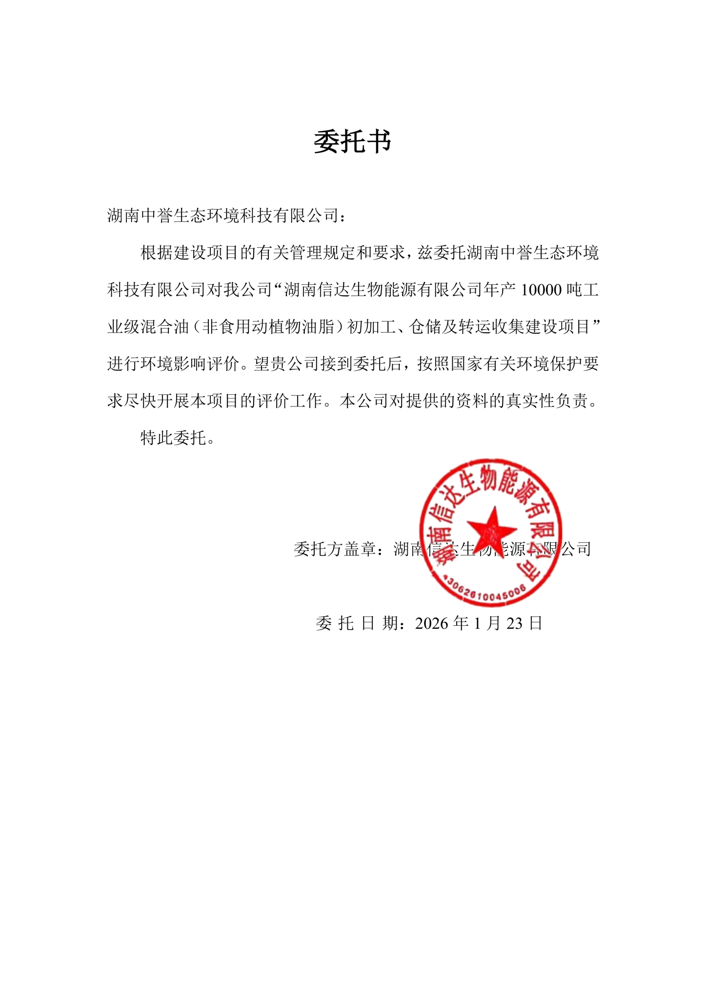 委托书
湖南中誉生态环境科技有限公司：
根据建设项目的有关管理规定和要求，兹委托湖南中誉生态环境
科技有限公司对我公司“湖南信达生物能源有限公司年产 10000 吨工
业级混合油（非食用动植物油脂）初加工、仓储及转运收集建设项目”
进行环境影响评价。望贵公司接到委托后，按照国家有关环境保护要
求尽快开展本项目的评价工作。本公司对提供的资料的真实性负责。
特此委托。
湖南信达生物能源有限公司
委托方盖章：湖南信达生物能源有限公司
43062610045006
委 托 日 期：2026 年 1 月 23 日